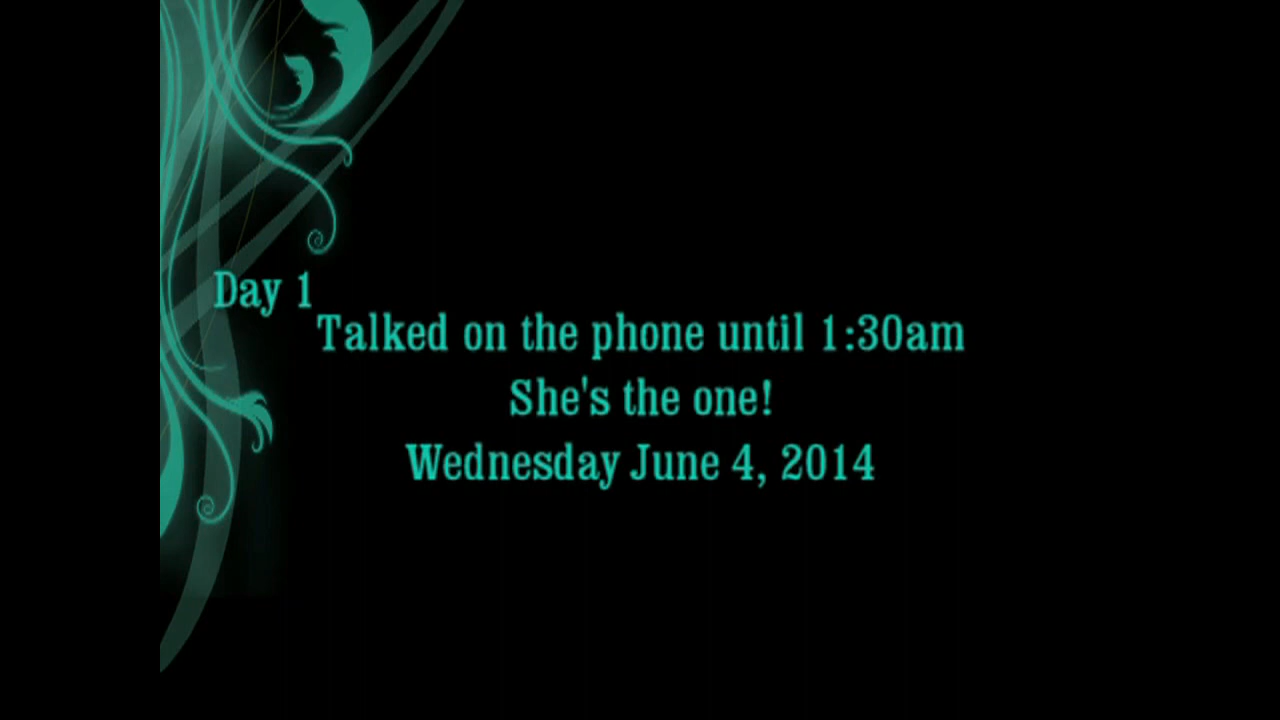 Day 1
Talked on the phone until 1:30am
She's the one!
Wednesday June 4, 2014